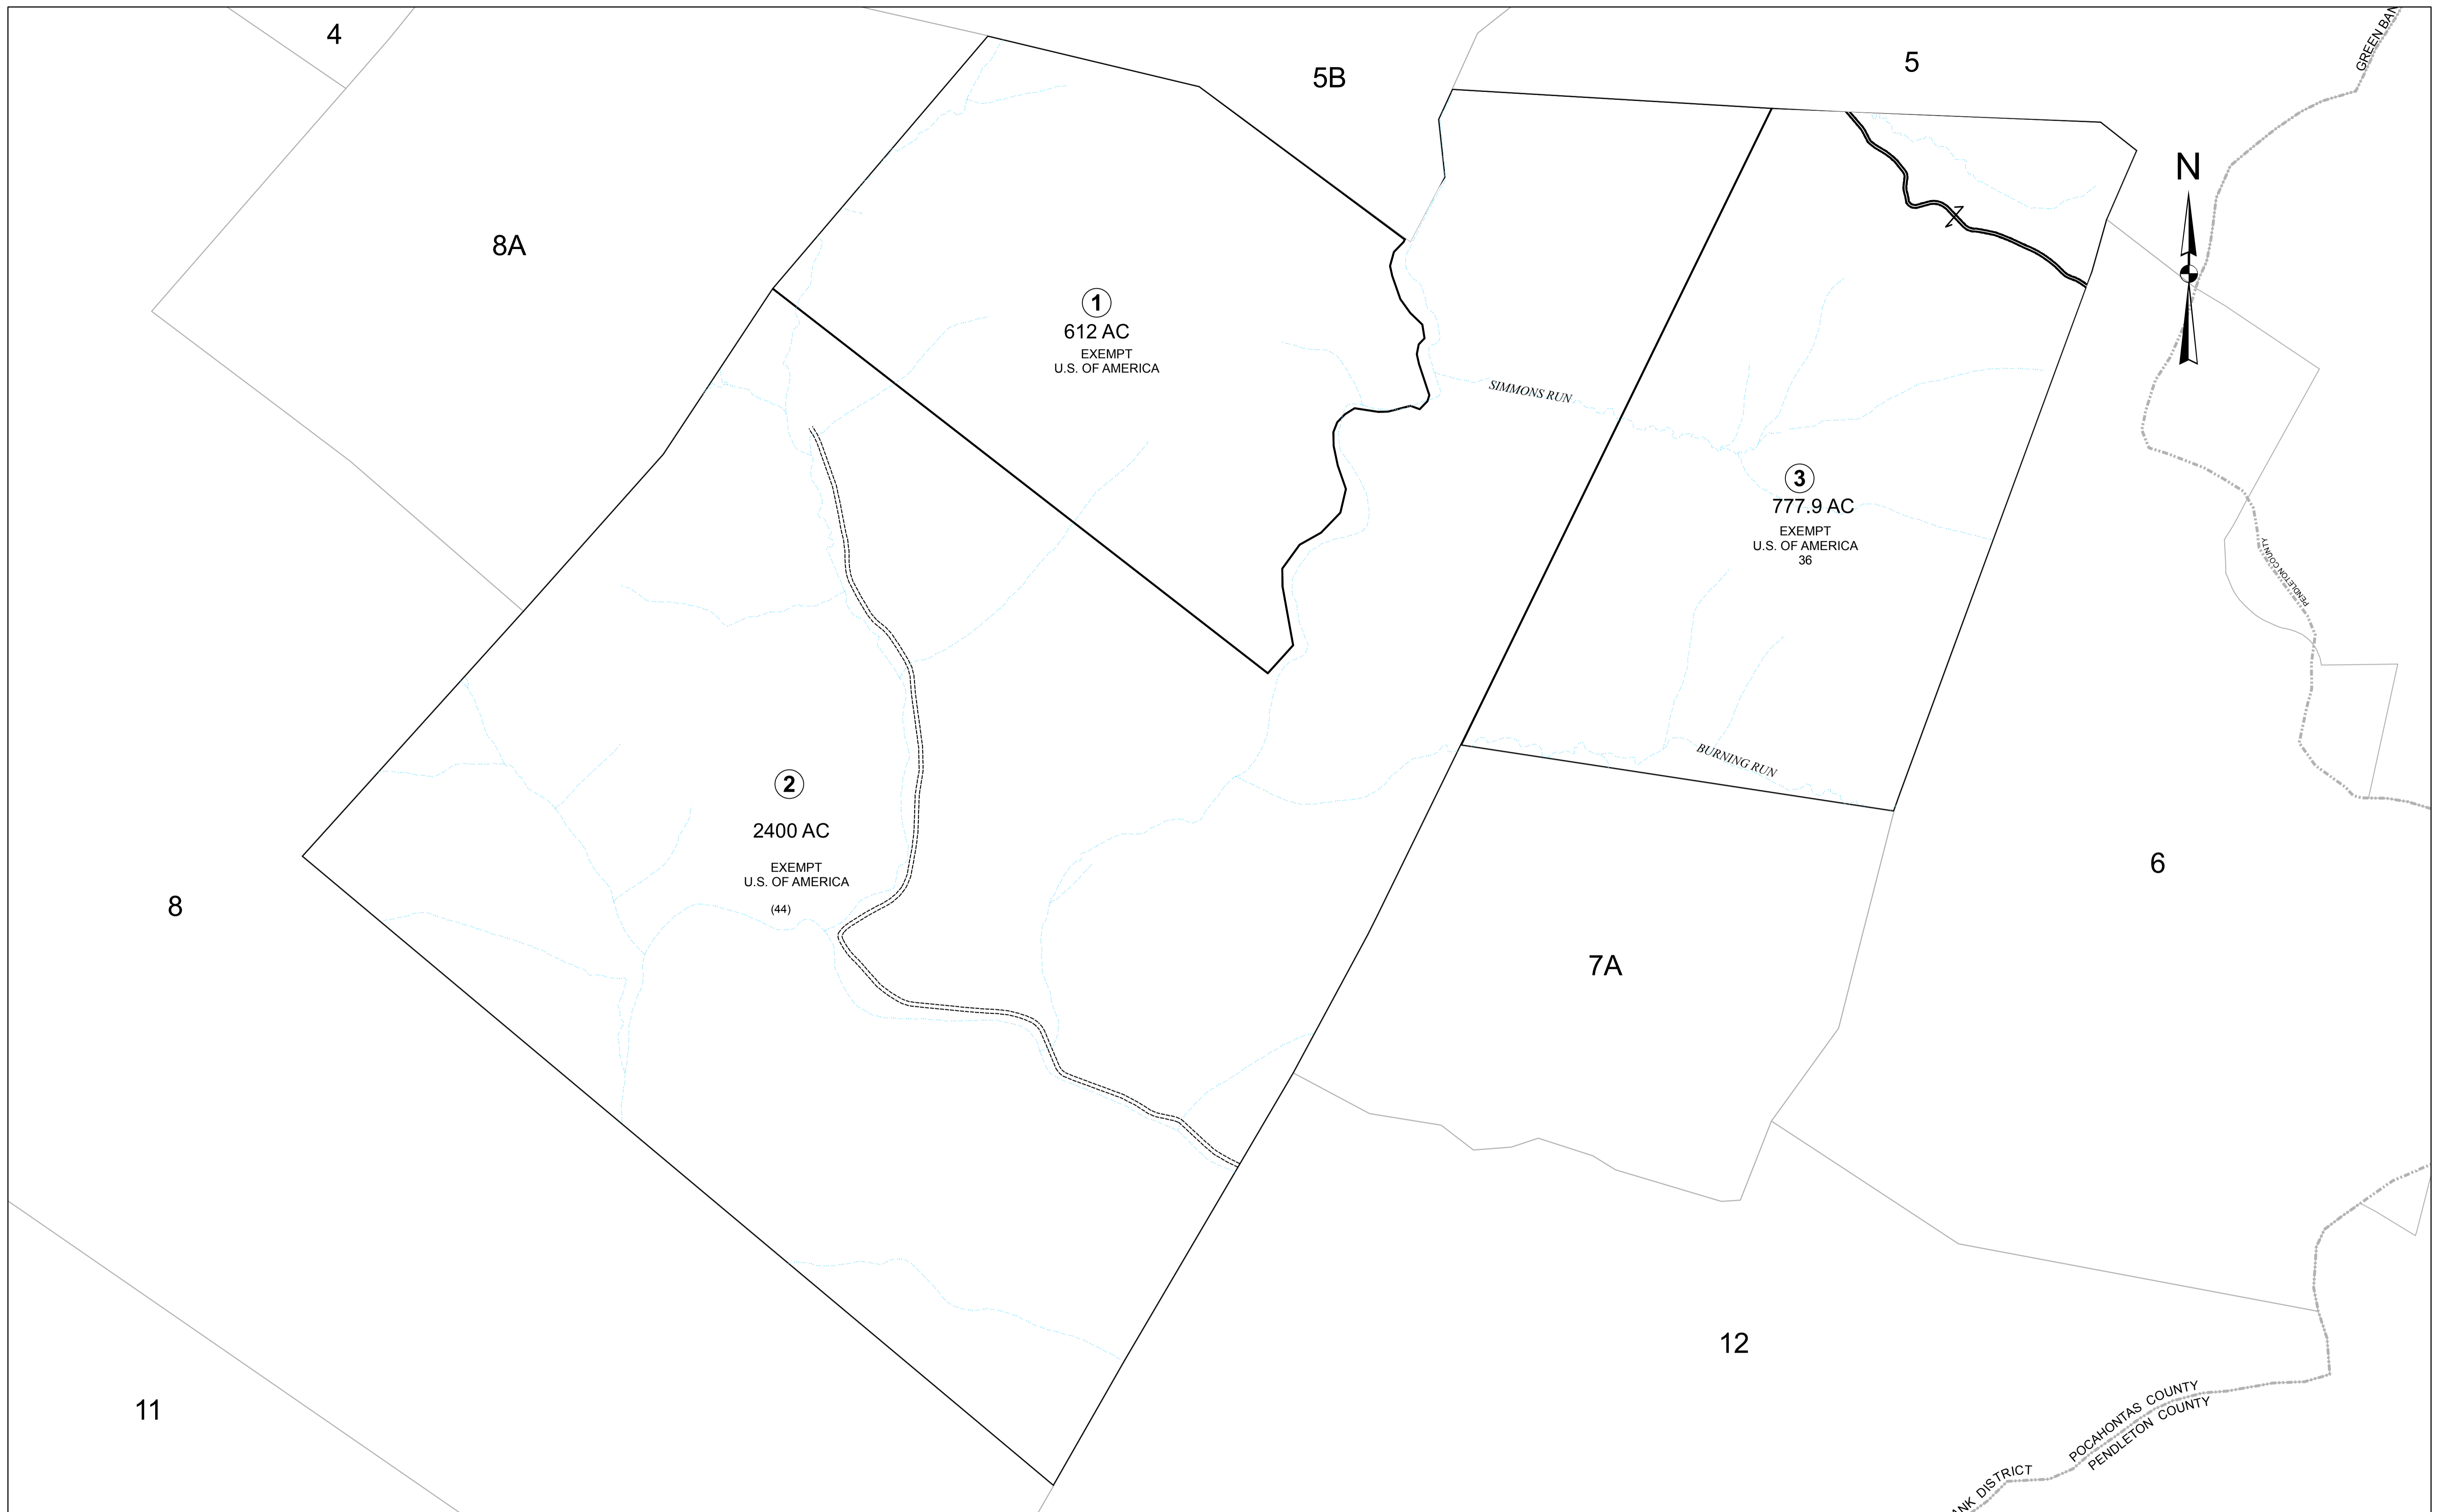 4
5B
5
GREEN BAN
N
8A
1
612 AC
EXEMPT
U.S. OF AMERICA
SIMMONS RUN
3
777.9 AC
EXEMPT
U.S. OF AMERICA
36
PENDLETON COUNTY
BURNING RUN
2
2400 AC
EXEMPT
U.S. OF AMERICA
(44)
6
8
7A
12
11
POCAHONTAS COUNTY
PENDLETON COUNTY
ANK DISTRICT